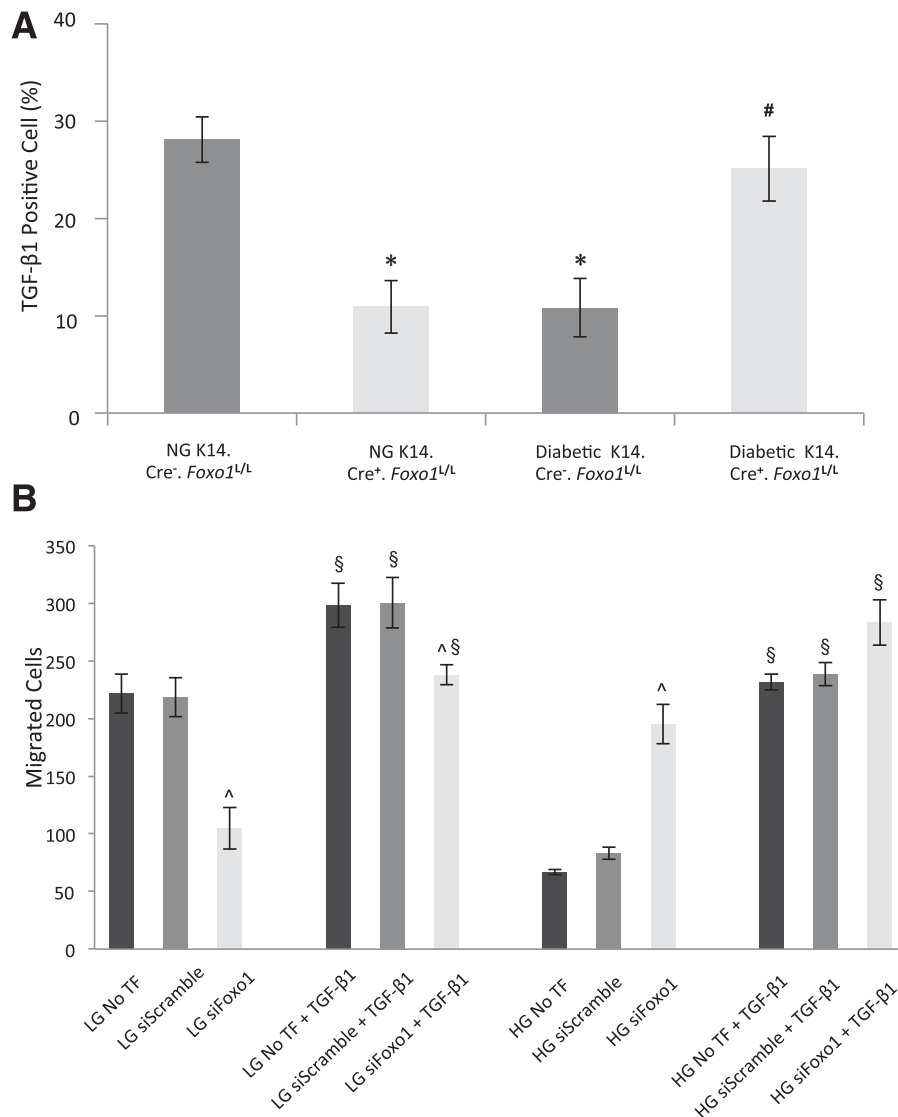 A
TGF-β1 Positive Cell (%)
40
30
20
10
0
*
*
#
NG K14.
Cre⁻. Foxo1ᴸ/ᴸ
NG K14.
Cre⁺. Foxo1ᴸ/ᴸ
Diabetic K14.
Cre⁻. Foxo1ᴸ/ᴸ
Diabetic K14.
Cre⁺. Foxo1ᴸ/ᴸ
B
Migrated Cells
350
300
250
200
150
100
50
0
^
§
§
^ §
^
§
§
§
LG No TF
LG siScramble
LG siFoxo1
LG No TF + TGF-β1
LG siScramble + TGF-β1
LG siFoxo1 + TGF-β1
HG No TF
HG siScramble
HG siFoxo1
HG No TF + TGF-β1
HG siScramble + TGF-β1
HG siFoxo1 + TGF-β1